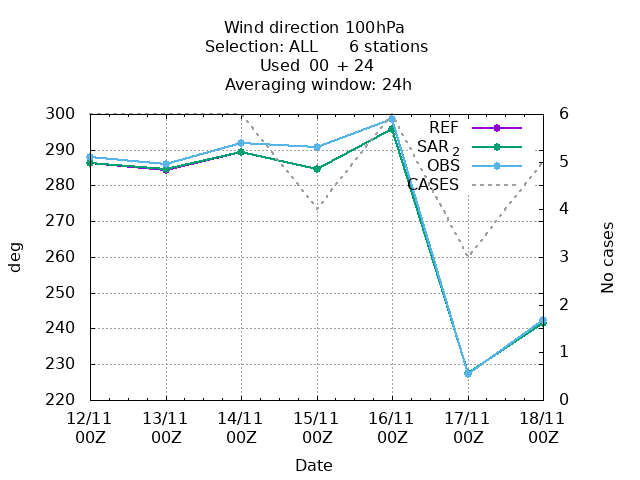 Wind direction 100hPa
Selection: ALL      6 stations
Used  00 + 24
Averaging window: 24h
300
290
280
270
260
250
240
230
220
deg
6
5
4
3
2
1
0
No cases
REF
SAR 2
OBS
CASES
12/11 13/11 14/11 15/11 16/11 17/11 18/11
00Z 00Z 00Z 00Z 00Z 00Z 00Z
Date